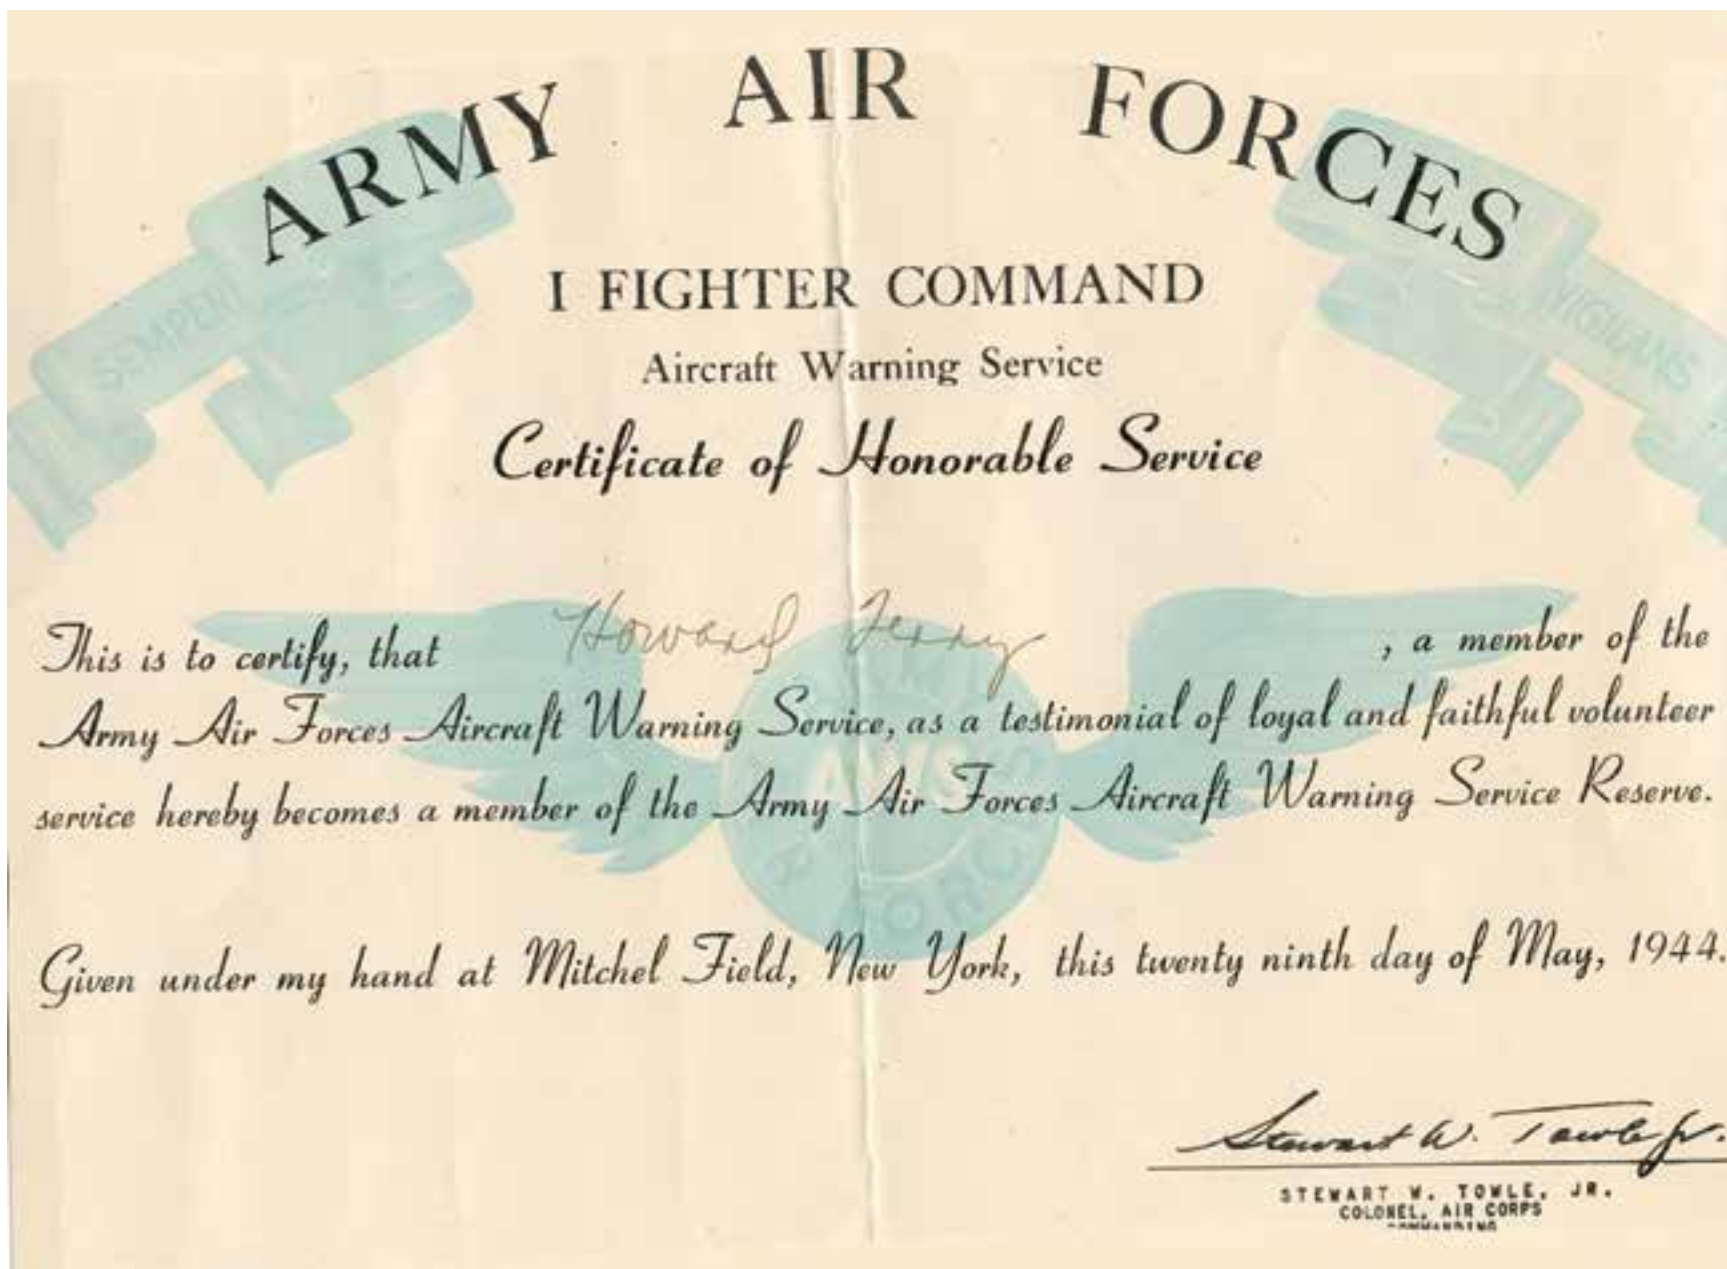 ARMY AIR FORCES
SEMPER VIGILANS
I FIGHTER COMMAND
Aircraft Warning Service
Certificate of Honorable Service
This is to certify, that Howard Terry, a member of the
Army Air Forces Aircraft Warning Service, as a testimonial of loyal and faithful volunteer
service hereby becomes a member of the Army Air Forces Aircraft Warning Service Reserve.
AWS
Given under my hand at Mitchel Field, New York, this twenty ninth day of May, 1944.
Stewart W. Towle Jr.
STEWART W. TOWLE, JR.
COLONEL, AIR CORPS
COMMANDING